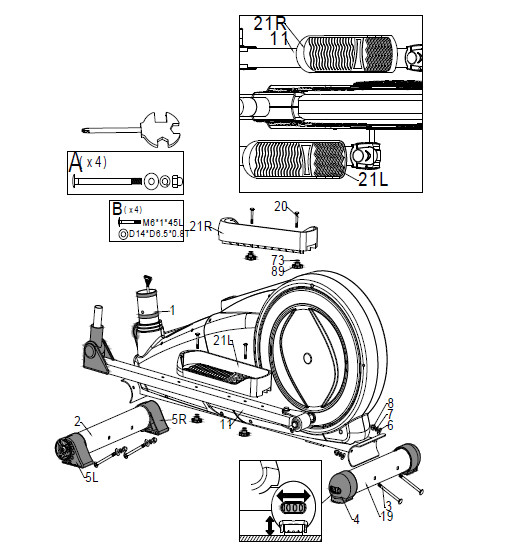 21R
11
21L
A (x 4)
B (x 4)
M6*1*45L
D14*D6.5*0.8T
20
21R
73
89
1
21L
2
5R
11
8
7
6
5L
3
19
4